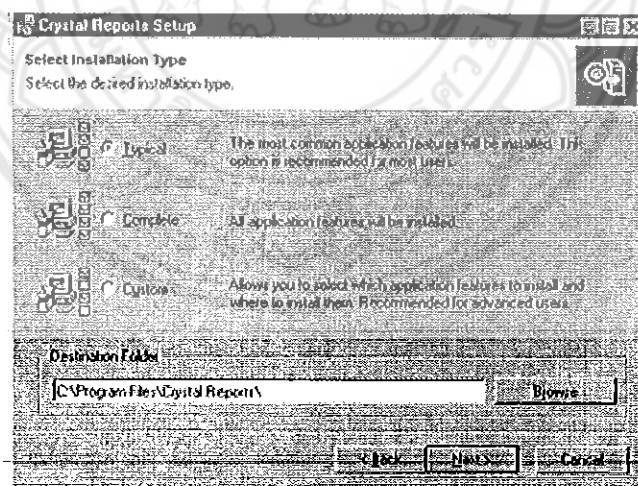 Crystal Reports Setup
Select Installation Type
Select the desired installation type.
Typical
The most common application features will be installed. This
option is recommended for most users.
Complete
All application features will be installed.
Custom
Allows you to select which application features to install and
where to install them. Recommended for advanced users.
Destination Folder
C:\Program Files\Crystal Reports\
Browse
< Back
Next >
Cancel